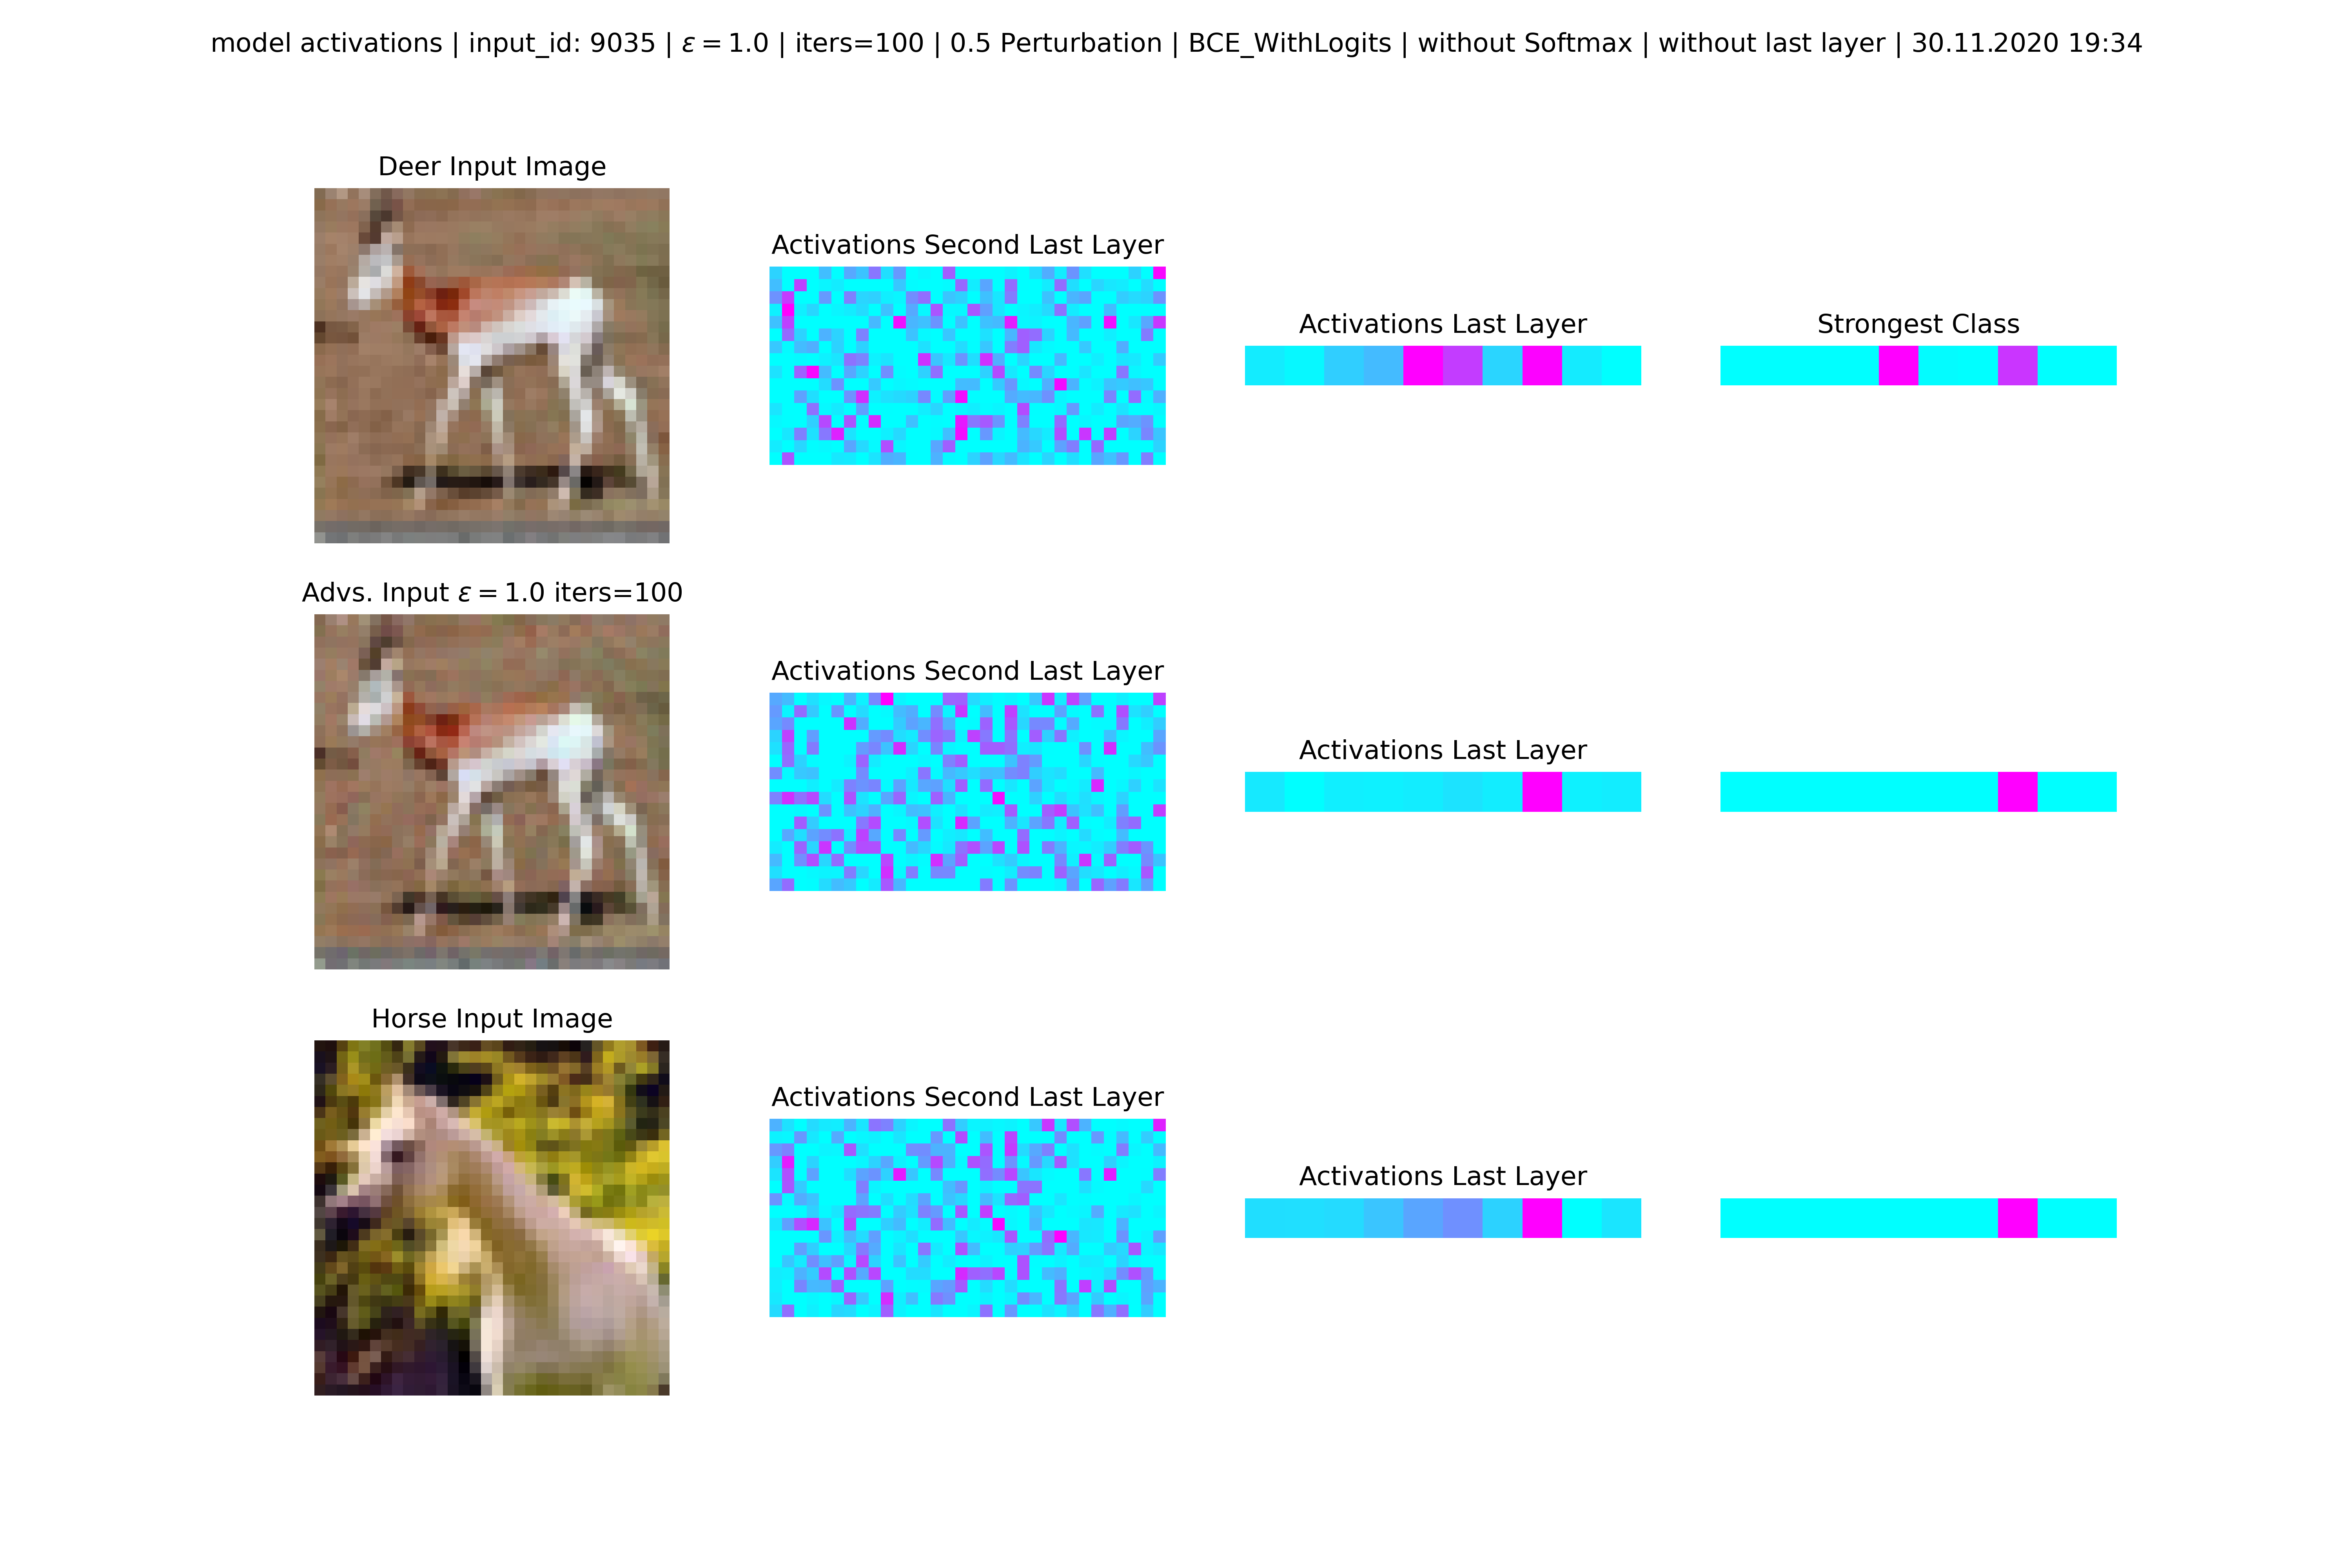 model activations | input_id: 9035 | ε = 1.0 | iters=100 | 0.5 Perturbation | BCE_WithLogits | without Softmax | without last layer | 30.11.2020 19:34
Deer Input Image
Activations Second Last Layer
Activations Last Layer
Strongest Class
Advs. Input ε = 1.0 iters=100
Activations Second Last Layer
Activations Last Layer
Horse Input Image
Activations Second Last Layer
Activations Last Layer